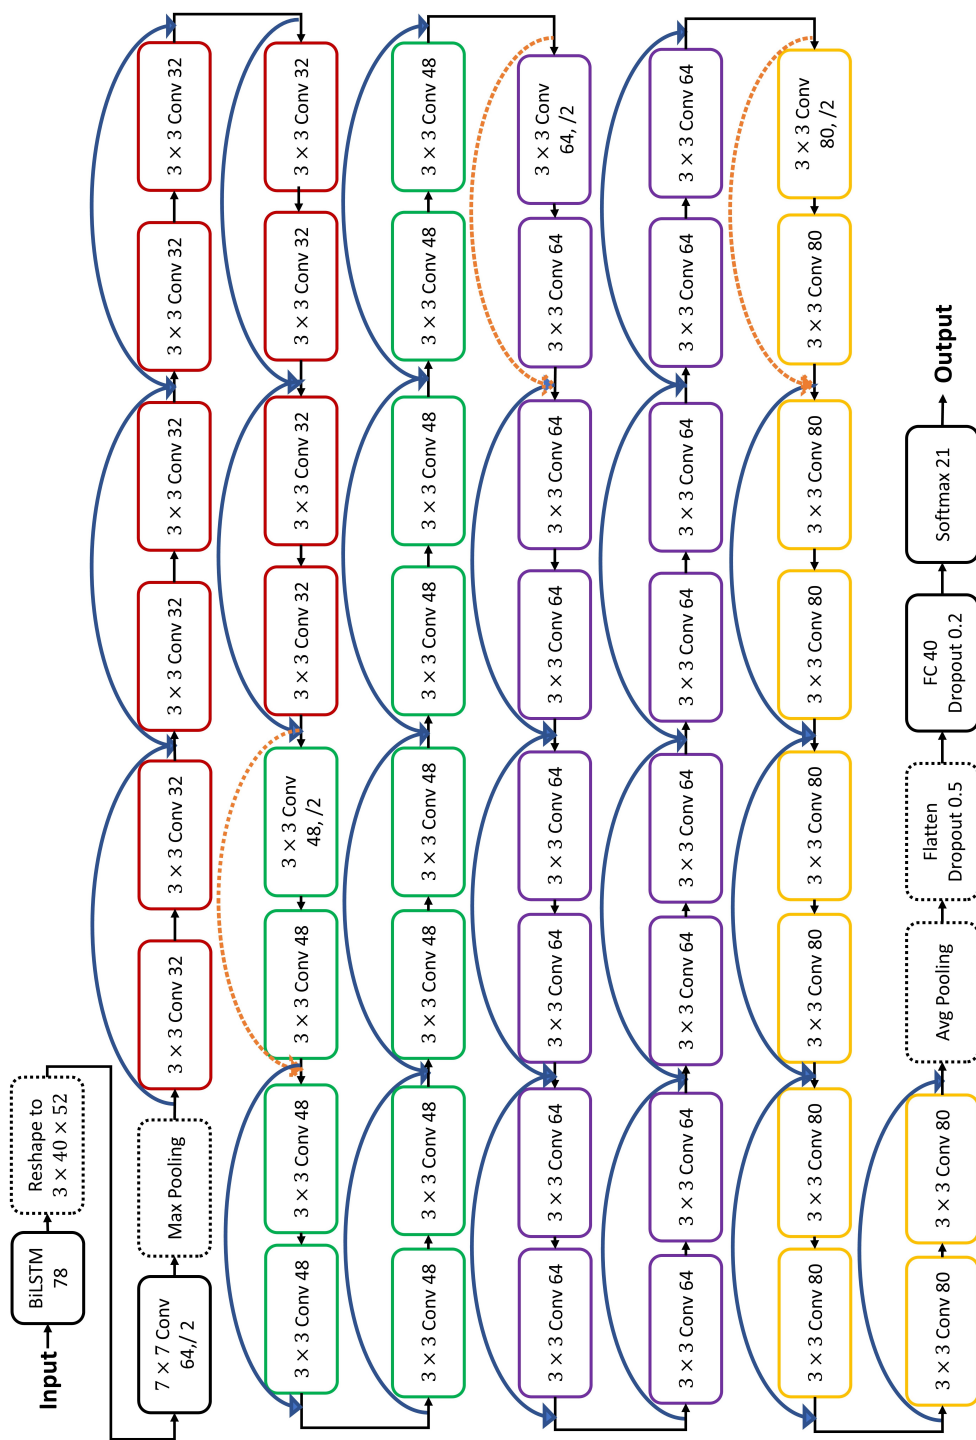 Input
BiLSTM
78
Reshape to
3 × 40 × 52
7 × 7 Conv
64,/ 2
Max Pooling
3 × 3 Conv 32
3 × 3 Conv 32
3 × 3 Conv 32
3 × 3 Conv 32
3 × 3 Conv 32
3 × 3 Conv 32
3 × 3 Conv 48
3 × 3 Conv 48
3 × 3 Conv 48
3 × 3 Conv
48, /2
3 × 3 Conv 32
3 × 3 Conv 32
3 × 3 Conv 32
3 × 3 Conv 32
3 × 3 Conv 48
3 × 3 Conv 48
3 × 3 Conv 48
3 × 3 Conv 48
3 × 3 Conv 48
3 × 3 Conv 48
3 × 3 Conv 48
3 × 3 Conv 48
3 × 3 Conv 64
3 × 3 Conv 64
3 × 3 Conv 64
3 × 3 Conv 64
3 × 3 Conv 64
3 × 3 Conv 64
3 × 3 Conv 64
3 × 3 Conv
64, /2
3 × 3 Conv 64
3 × 3 Conv 64
3 × 3 Conv 64
3 × 3 Conv 64
3 × 3 Conv 64
3 × 3 Conv 64
3 × 3 Conv 64
3 × 3 Conv 64
3 × 3 Conv 80
3 × 3 Conv 80
3 × 3 Conv 80
3 × 3 Conv 80
3 × 3 Conv 80
3 × 3 Conv 80
3 × 3 Conv 80
3 × 3 Conv
80, /2
3 × 3 Conv 80
3 × 3 Conv 80
Avg Pooling
Flatten
Dropout 0.5
FC 40
Dropout 0.2
Softmax 21
Output